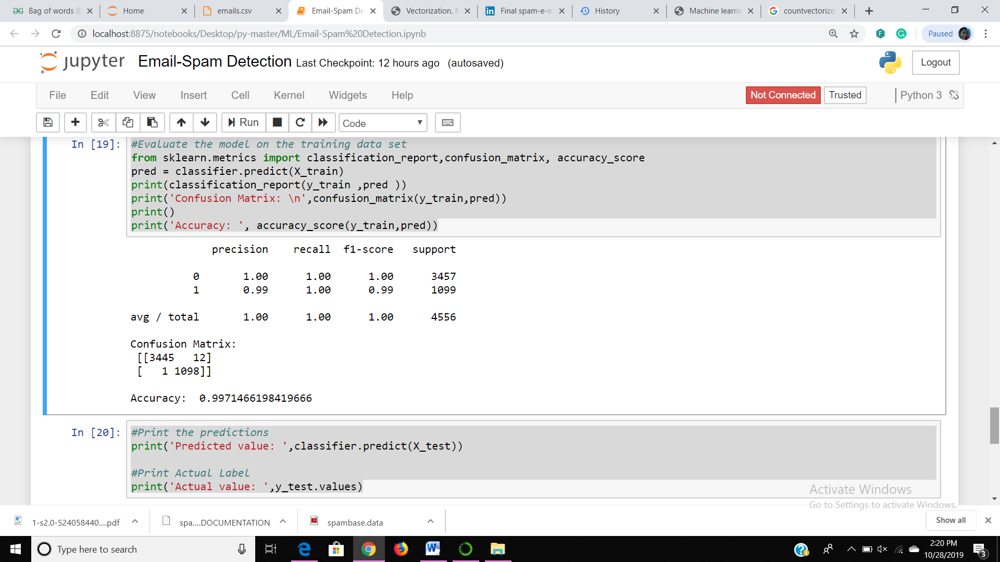 Bag of words (B
Home
emails.csv
Email-Spam De
Vectorization, M
Final spam-e-m
History
Machine learnin
countvectorizer
localhost:8875/notebooks/Desktop/py-master/ML/Email-Spam%20Detection.ipynb
Paused
jupyter Email-Spam Detection Last Checkpoint: 12 hours ago (autosaved)
Logout
File Edit View Insert Cell Kernel Widgets Help
Not Connected Trusted Python 3
Run Code
In [19]: #Evaluate the model on the training data set
from sklearn.metrics import classification_report,confusion_matrix, accuracy_score
pred = classifier.predict(X_train)
print(classification_report(y_train ,pred ))
print('Confusion Matrix: \n',confusion_matrix(y_train,pred))
print()
print('Accuracy: ', accuracy_score(y_train,pred))
precision recall f1-score support
0 1.00 1.00 1.00 3457
1 0.99 1.00 0.99 1099
avg / total 1.00 1.00 1.00 4556
Confusion Matrix:
[[3445 12]
[ 1 1098]]
Accuracy: 0.9971466198419666
In [20]: #Print the predictions
print('Predicted value: ',classifier.predict(X_test))
#Print Actual Label
print('Actual value: ',y_test.values)
Activate Windows
Go to Settings to activate Windows.
1-s2.0-S24058440....pdf
spa....DOCUMENTATION
spambase.data
Show all
Type here to search
2:20 PM
10/28/2019
3